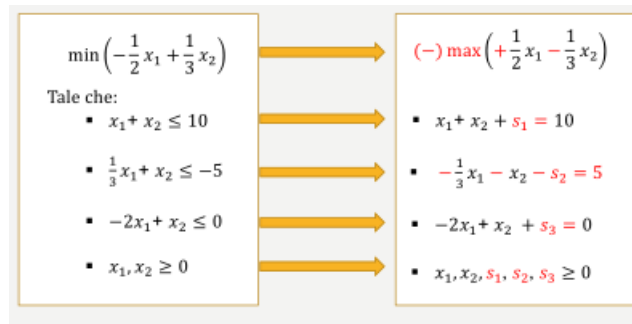 min(-1/2 x₁ + 1/3 x₂)
Tale che:
▪ x₁+ x₂ ≤ 10
▪ 1/3 x₁+ x₂ ≤ -5
▪ -2x₁+ x₂ ≤ 0
▪ x₁, x₂ ≥ 0
(-) max(+1/2 x₁ - 1/3 x₂)
▪ x₁+ x₂ + s₁ = 10
▪ -1/3 x₁ - x₂ - s₂ = 5
▪ -2x₁+ x₂ + s₃ = 0
▪ x₁, x₂, s₁, s₂, s₃ ≥ 0